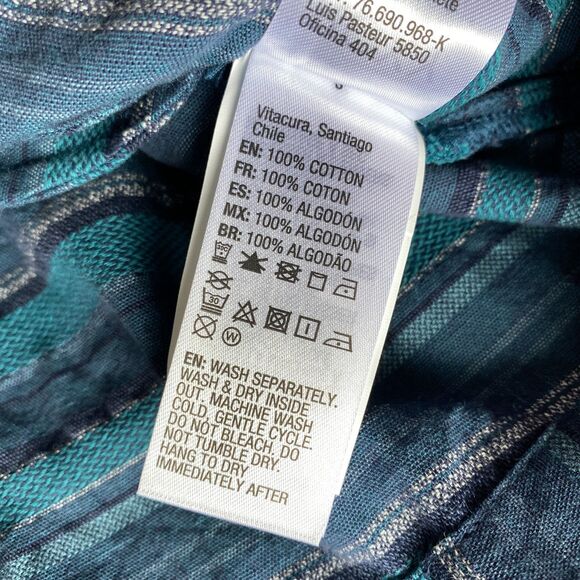 76.690.968-K
Luis Pasteur 5850
Oficina 404
Vitacura, Santiago
Chile
EN: 100% COTTON
FR: 100% COTON
ES: 100% ALGODÓN
MX: 100% ALGODÓN
BR: 100% ALGODÃO
30
W
EN: WASH SEPARATELY.
WASH & DRY INSIDE
OUT. MACHINE WASH
COLD. GENTLE CYCLE.
DO NOT BLEACH. DO
NOT TUMBLE DRY.
HANG TO DRY
IMMEDIATELY AFTER